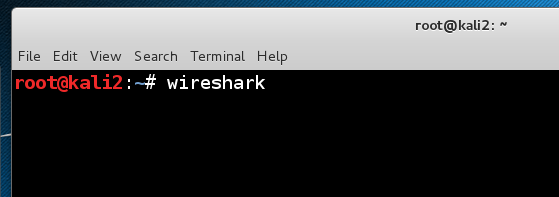 root@kali2: ~
File Edit View Search Terminal Help
root@kali2:~# wireshark